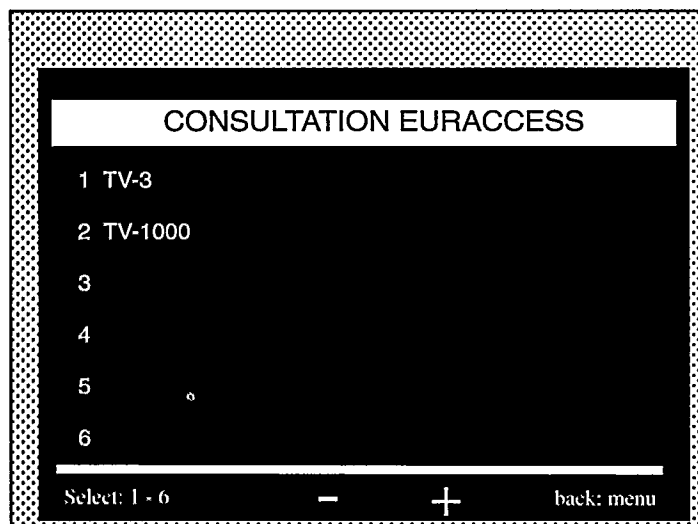 CONSULTATION EURACCESS
1 TV-3
2 TV-1000
3
4
5
6
Select: 1 - 6 − + back: menu